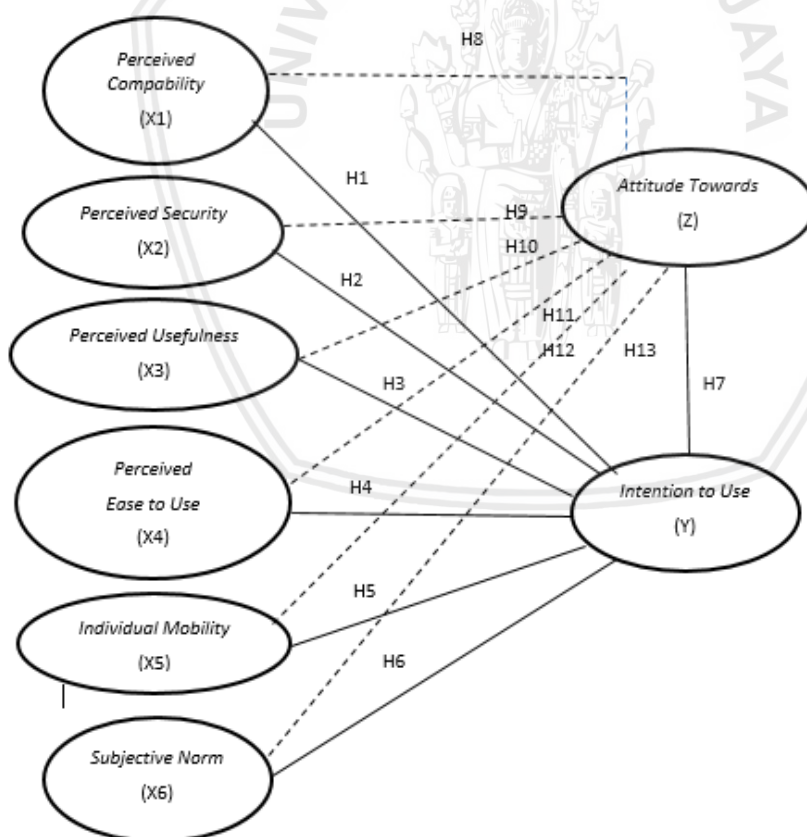 Perceived
Compability
(X1)
H8
H1
Attitude Towards
(Z)
Perceived Security
(X2)
H9
H10
H2
Perceived Usefulness
(X3)
H11
H12
H13
H3
H7
Perceived
Ease to Use
(X4)
H4
Intention to Use
(Y)
Individual Mobility
(X5)
H5
H6
Subjective Norm
(X6)
UNIV
JAYA